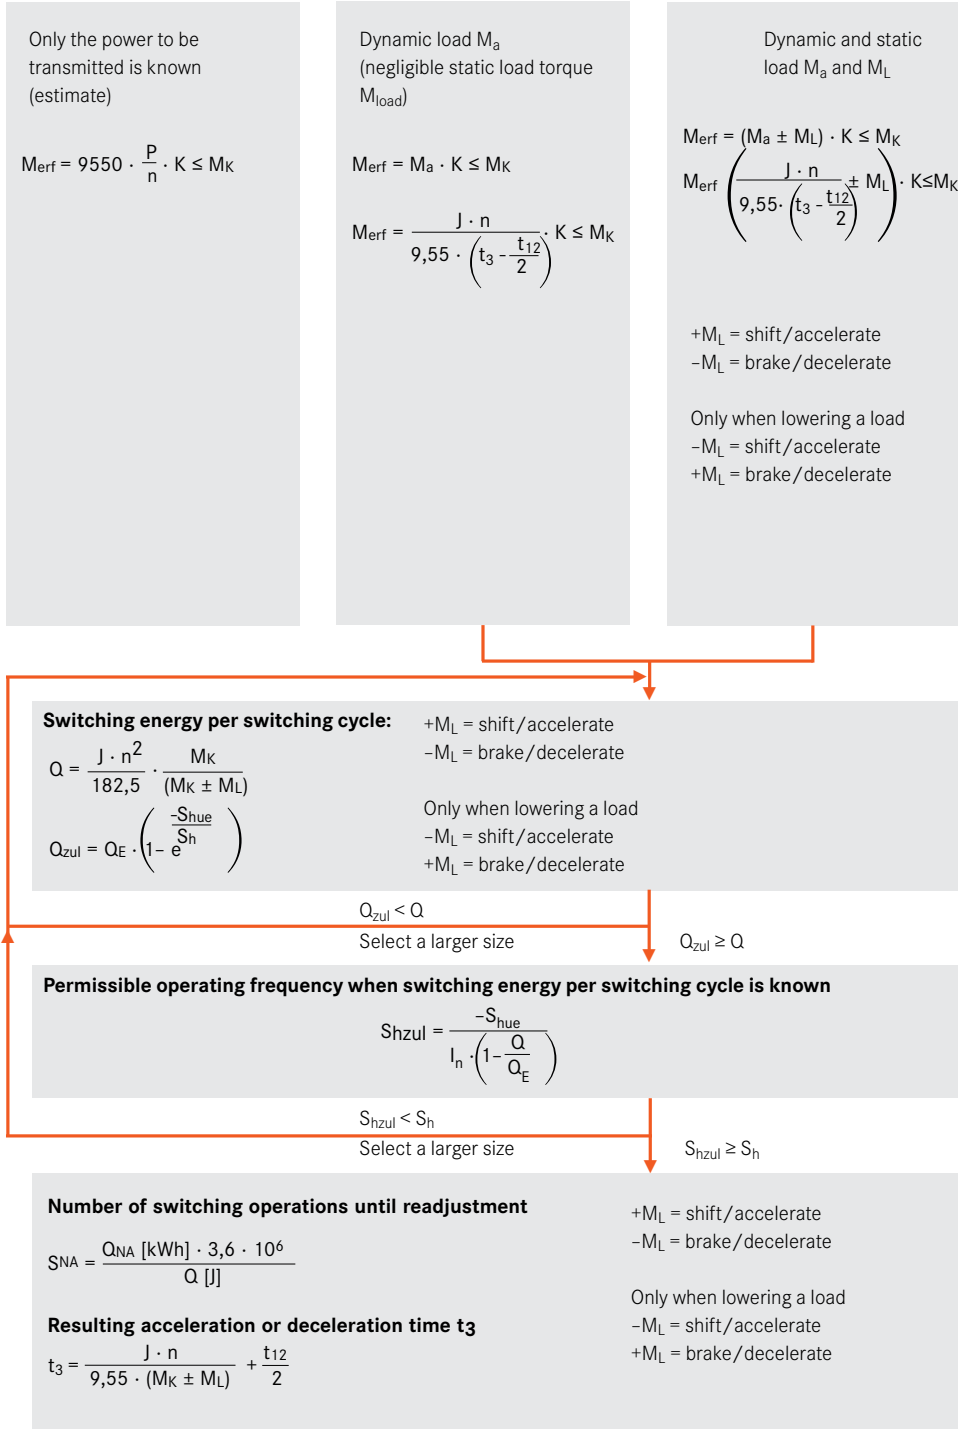 Only the power to be
transmitted is known
(estimate)
Merf = 9550 · P/n · K ≤ MK
Dynamic load Ma
(negligible static load torque
Mload)
Merf = Ma · K ≤ MK
Merf = J · n / 9,55 · (t3 - t12/2) · K ≤ MK
Dynamic and static
load Ma and ML
Merf = (Ma ± ML) · K ≤ MK
Merf (J · n / 9,55· (t3 - t12/2) ± ML) · K≤MK
+ML = shift/accelerate
–ML = brake/decelerate
Only when lowering a load
–ML = shift/accelerate
+ML = brake/decelerate
Switching energy per switching cycle:
Q = J · n² / 182,5 · MK / (MK ± ML)
Qzul = QE · (1– e -Shue/Sh)
+ML = shift/accelerate
–ML = brake/decelerate
Only when lowering a load
–ML = shift/accelerate
+ML = brake/decelerate
Qzul < Q
Select a larger size
Qzul ≥ Q
Permissible operating frequency when switching energy per switching cycle is known
Shzul = –Shue / In · (1– Q/QE)
Shzul < Sh
Select a larger size
Shzul ≥ Sh
Number of switching operations until readjustment
SNA = QNA [kWh] · 3,6 · 10⁶ / Q [J]
Resulting acceleration or deceleration time t3
t3 = J · n / 9,55 · (MK ± ML) + t12/2
+ML = shift/accelerate
–ML = brake/decelerate
Only when lowering a load
–ML = shift/accelerate
+ML = brake/decelerate